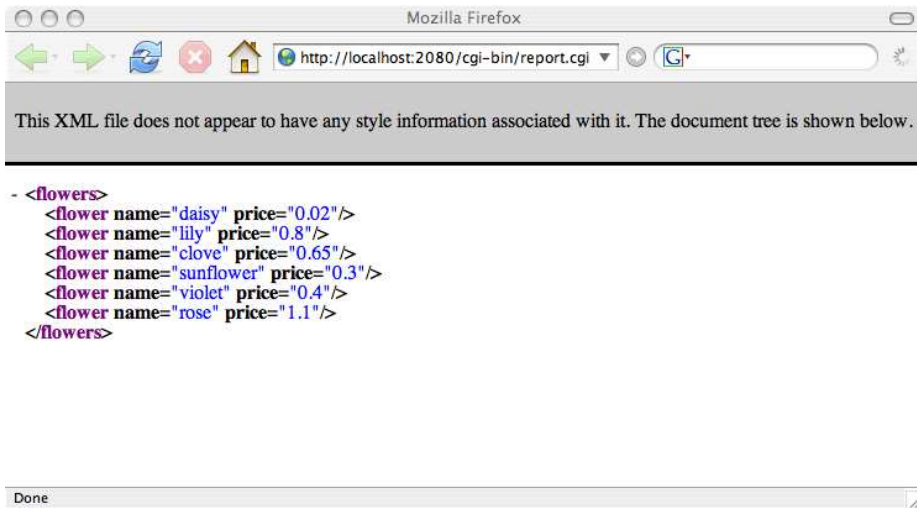 Mozilla Firefox
http://localhost:2080/cgi-bin/report.cgi
G
This XML file does not appear to have any style information associated with it. The document tree is shown below.
- <flowers>
<flower name="daisy" price="0.02"/>
<flower name="lily" price="0.8"/>
<flower name="clove" price="0.65"/>
<flower name="sunflower" price="0.3"/>
<flower name="violet" price="0.4"/>
<flower name="rose" price="1.1"/>
</flowers>
Done